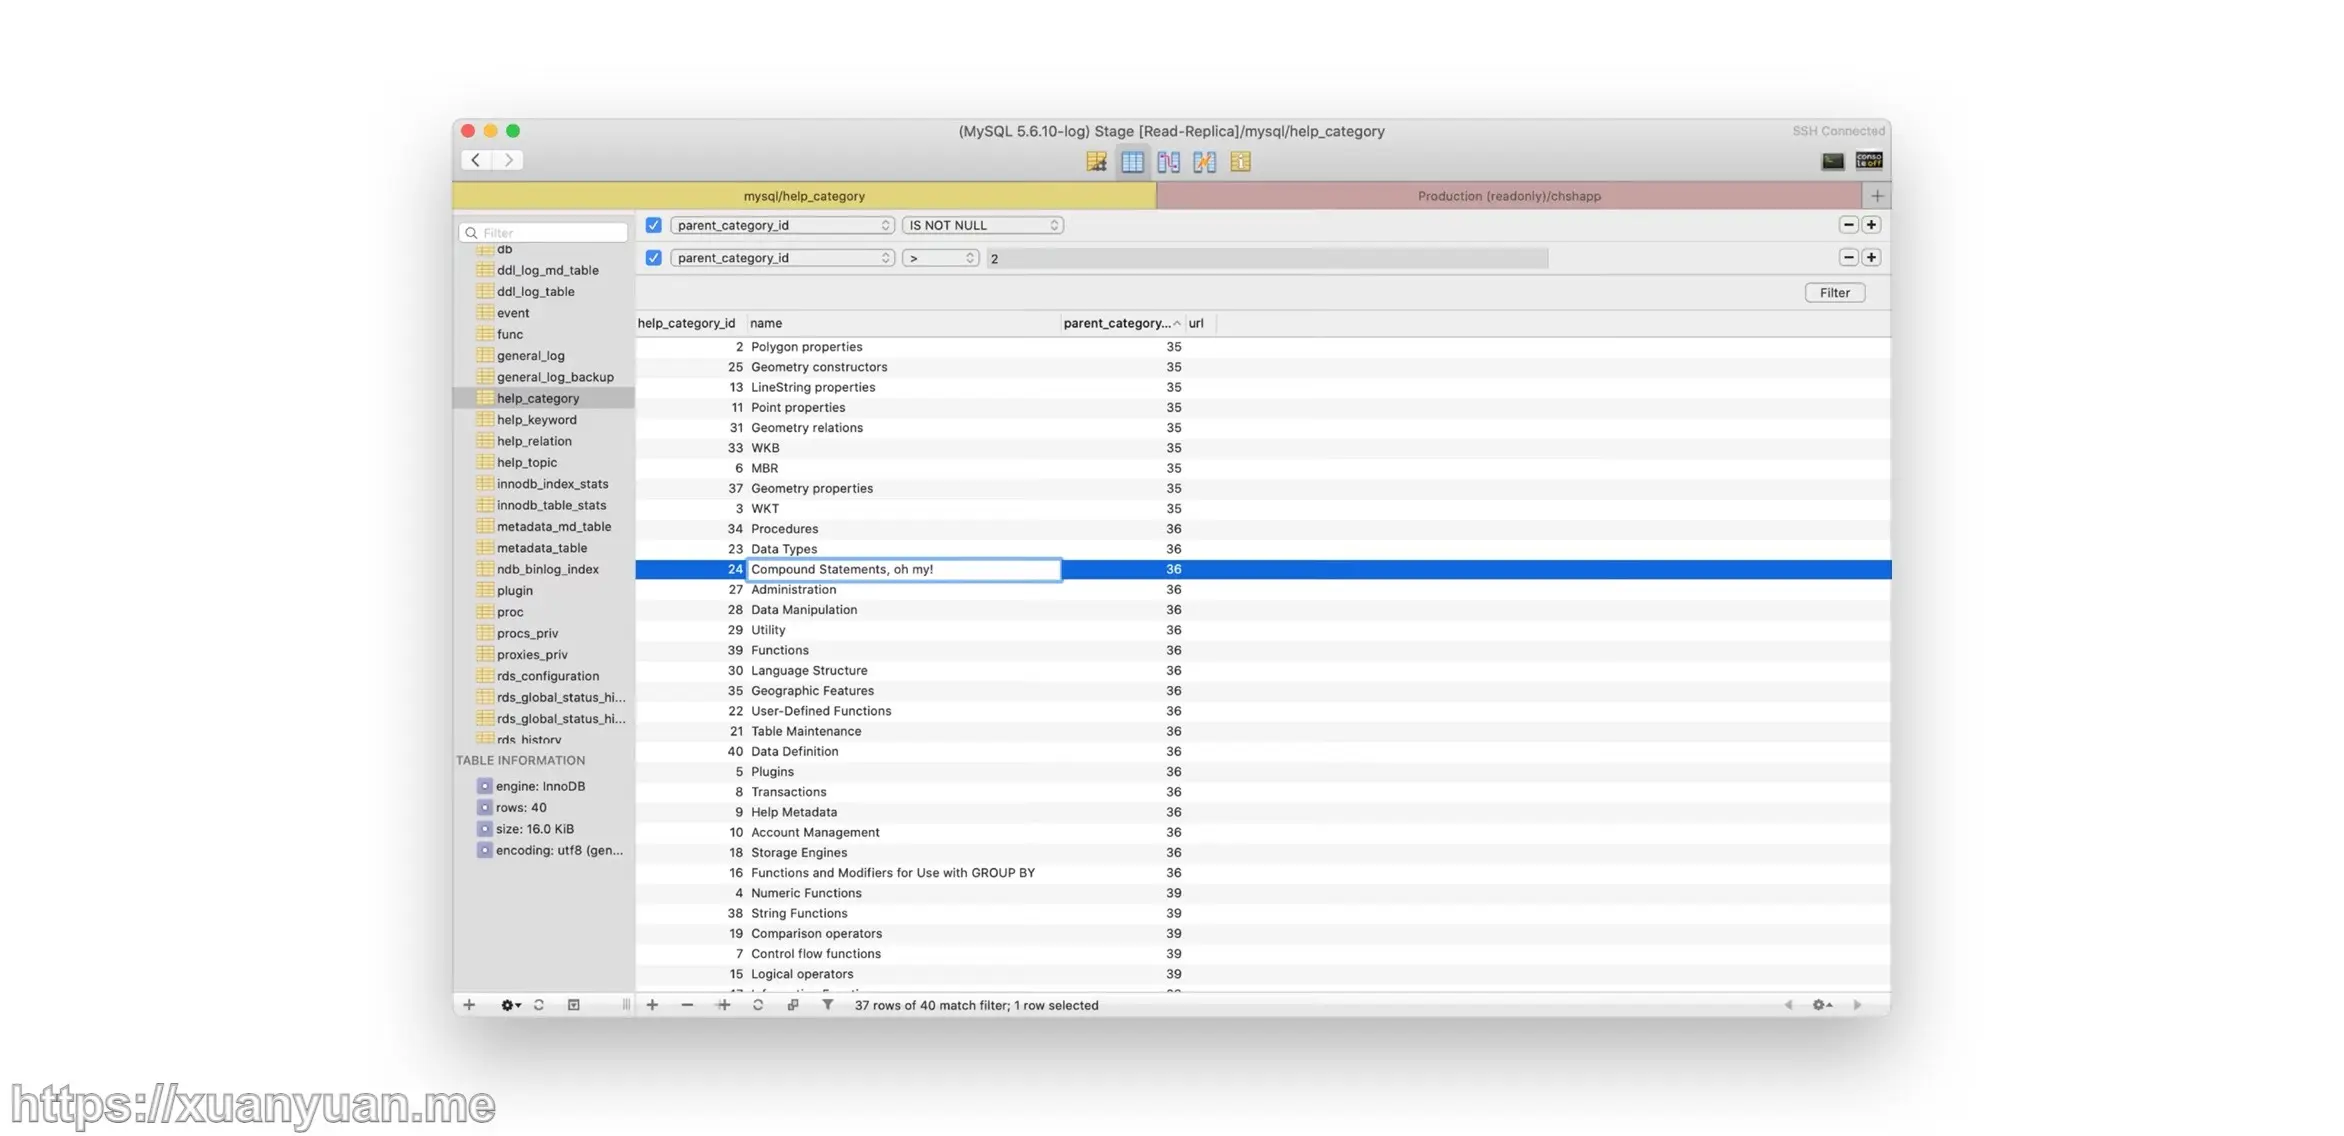 (MySQL 5.6.10-log) Stage [Read-Replica]/mysql/help_category
SSH Connected
conso
le off
mysql/help_category
Production (readonly)/chshapp
Filter
db
ddl_log_md_table
ddl_log_table
event
func
general_log
general_log_backup
help_category
help_keyword
help_relation
help_topic
innodb_index_stats
innodb_table_stats
metadata_md_table
metadata_table
ndb_binlog_index
plugin
proc
procs_priv
proxies_priv
rds_configuration
rds_global_status_hi...
rds_global_status_hi...
rds_history
TABLE INFORMATION
engine: InnoDB
rows: 40
size: 16.0 KiB
encoding: utf8 (gen...
parent_category_id IS NOT NULL
parent_category_id > 2
Filter
help_category_id name parent_category... url
2 Polygon properties 35
25 Geometry constructors 35
13 LineString properties 35
11 Point properties 35
31 Geometry relations 35
33 WKB 35
6 MBR 35
37 Geometry properties 35
3 WKT 35
34 Procedures 36
23 Data Types 36
24 Compound Statements, oh my! 36
27 Administration 36
28 Data Manipulation 36
29 Utility 36
39 Functions 36
30 Language Structure 36
35 Geographic Features 36
22 User-Defined Functions 36
21 Table Maintenance 36
40 Data Definition 36
5 Plugins 36
8 Transactions 36
9 Help Metadata 36
10 Account Management 36
18 Storage Engines 36
16 Functions and Modifiers for Use with GROUP BY 36
4 Numeric Functions 39
38 String Functions 39
19 Comparison operators 39
7 Control flow functions 39
15 Logical operators 39
37 rows of 40 match filter; 1 row selected
https://xuanyuan.me